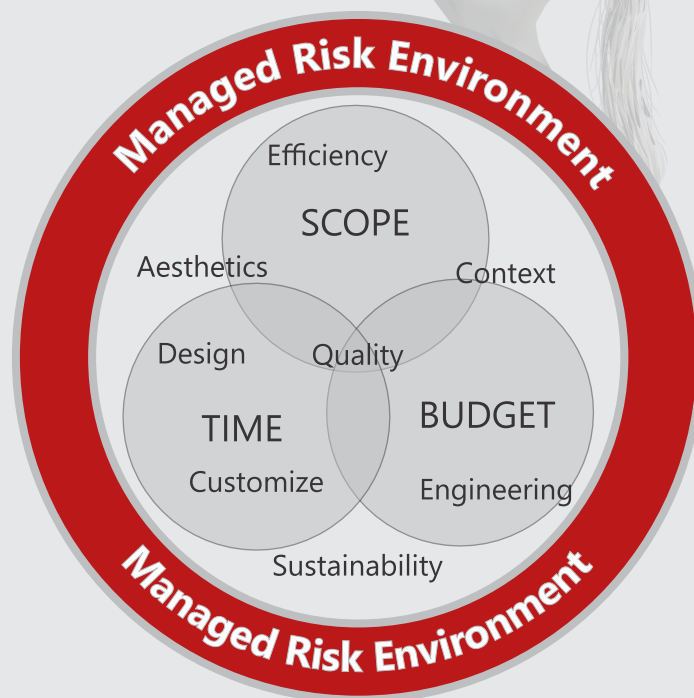 Managed Risk Environment
Efficiency
SCOPE
Aesthetics
Context
Design
Quality
TIME
BUDGET
Customize
Engineering
Sustainability
Managed Risk Environment